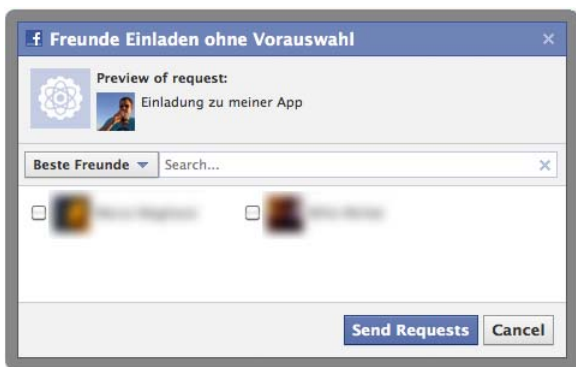 Freunde Einladen ohne Vorauswahl
Preview of request:
Einladung zu meiner App
Beste Freunde
Search...
Send Requests
Cancel